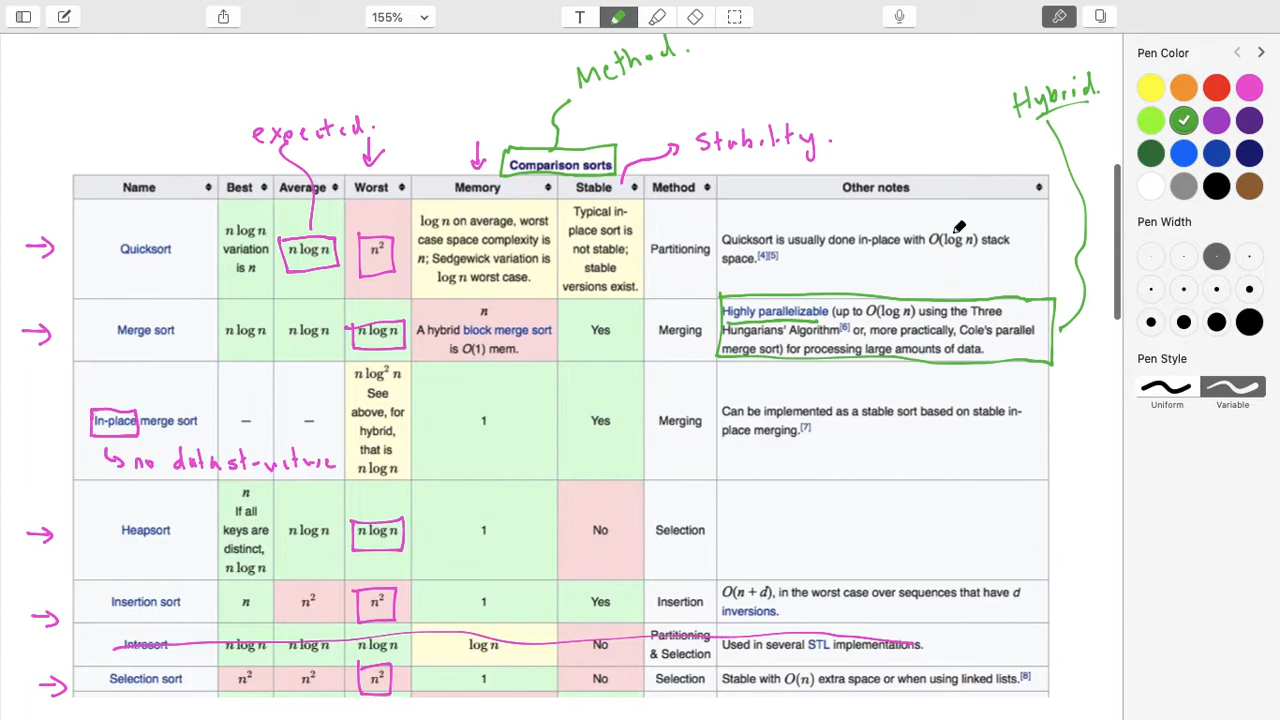 155%
T
Pen Color
Pen Width
Pen Style
Uniform
Variable
Method.
Hybrid.
expected.
Stability.
Comparison sorts
Name Best Average Worst Memory Stable Method Other notes
Quicksort
n log n
variation
is n
n log n
n²
log n on average, worst
case space complexity is
n; Sedgewick variation is
log n worst case.
Typical in-
place sort is
not stable;
stable
versions exist.
Partitioning
Quicksort is usually done in-place with O(log n) stack
space.[4][5]
Merge sort
n log n
n log n
n log n
n
A hybrid block merge sort
is O(1) mem.
Yes
Merging
Highly parallelizable (up to O(log n) using the Three
Hungarians' Algorithm[6] or, more practically, Cole's parallel
merge sort) for processing large amounts of data.
In-place merge sort
no data structure
—
—
n log² n
See
above, for
hybrid,
that is
n log n
1
Yes
Merging
Can be implemented as a stable sort based on stable in-
place merging.[7]
Heapsort
n
If all
keys are
distinct,
n log n
n log n
n log n
1
No
Selection
Insertion sort
n
n²
n²
1
Yes
Insertion
O(n + d), in the worst case over sequences that have d
inversions.
Introsort
n log n
n log n
n log n
log n
No
Partitioning
& Selection
Used in several STL implementations.
Selection sort
n²
n²
n²
1
No
Selection
Stable with O(n) extra space or when using linked lists.[8]